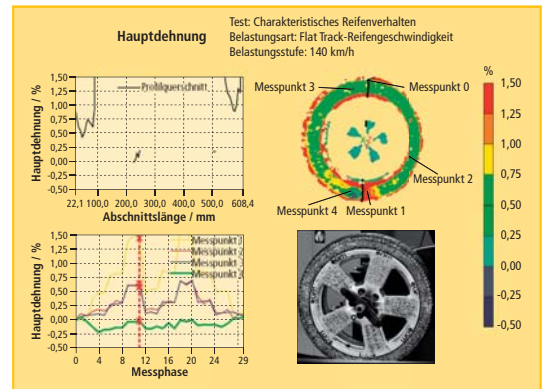 Hauptdehnung
Test: Charakteristisches Reifenverhalten
Belastungsart: Flat Track-Reifengeschwindigkeit
Belastungsstufe: 140 km/h
Hauptdehnung / %
1,50
1,25
1,00
0,75
0,50
0,25
0,00
-0,25
-0,50
Profilquerschnitt
22,1 100,0 200,0 300,0 400,0 500,0 608,4
Abschnittslänge / mm
Messpunkt 3
Messpunkt 0
Messpunkt 2
Messpunkt 4
Messpunkt 1
%
1,50
1,25
1,00
0,75
0,50
0,25
0,00
-0,25
-0,50
Hauptdehnung / %
1,50
1,25
1,00
0,75
0,50
0,25
0,00
-0,25
-0,50
Messpunkt
Messpunkt
Messpunkt
Messpunkt
0 4 8 12 16 20 24 29
Messphase